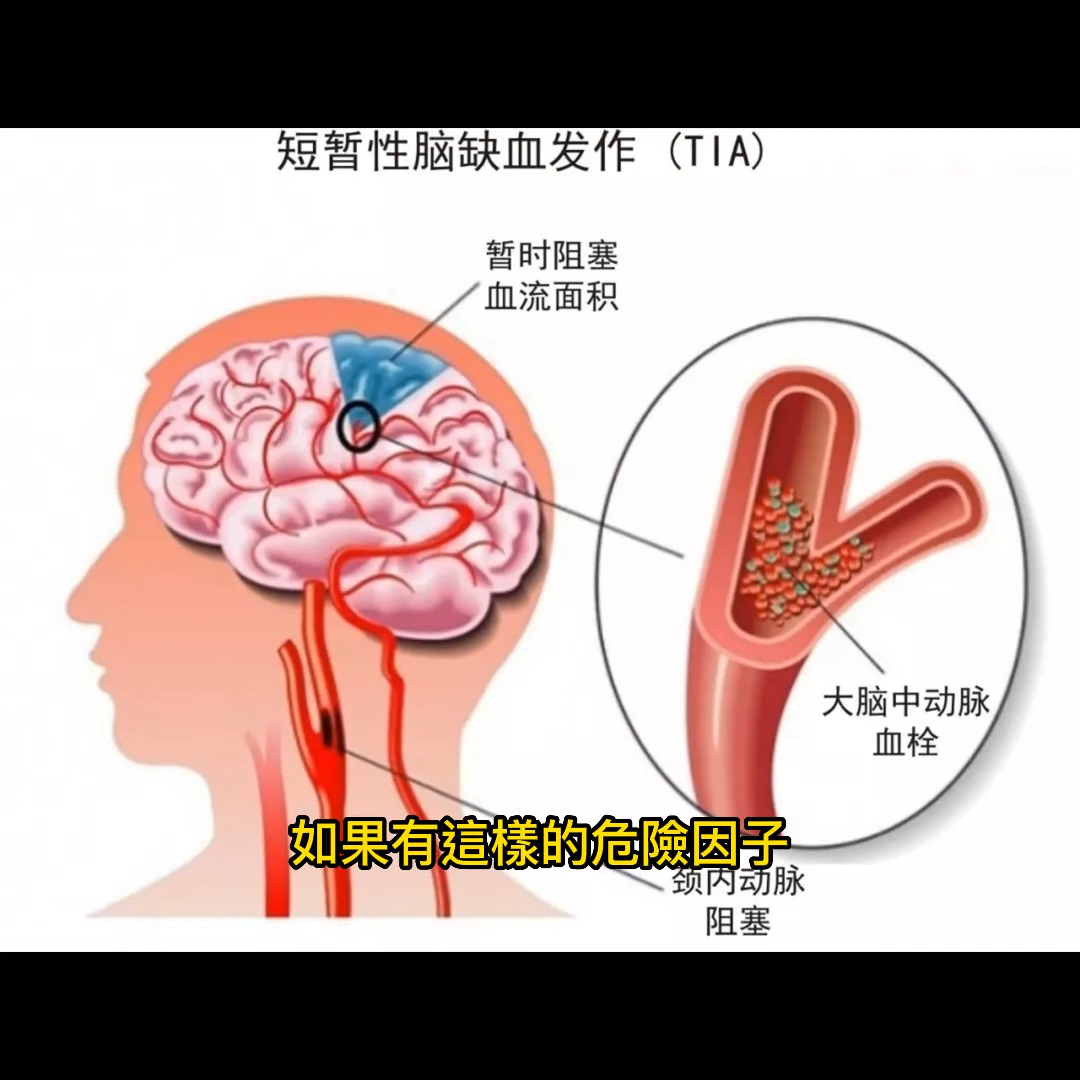 短暂性脑缺血发作 (TIA)
暂时阻塞
血流面积
大脑中动脉
血栓
如果有這樣的危險因子
颈内动脉
阻塞